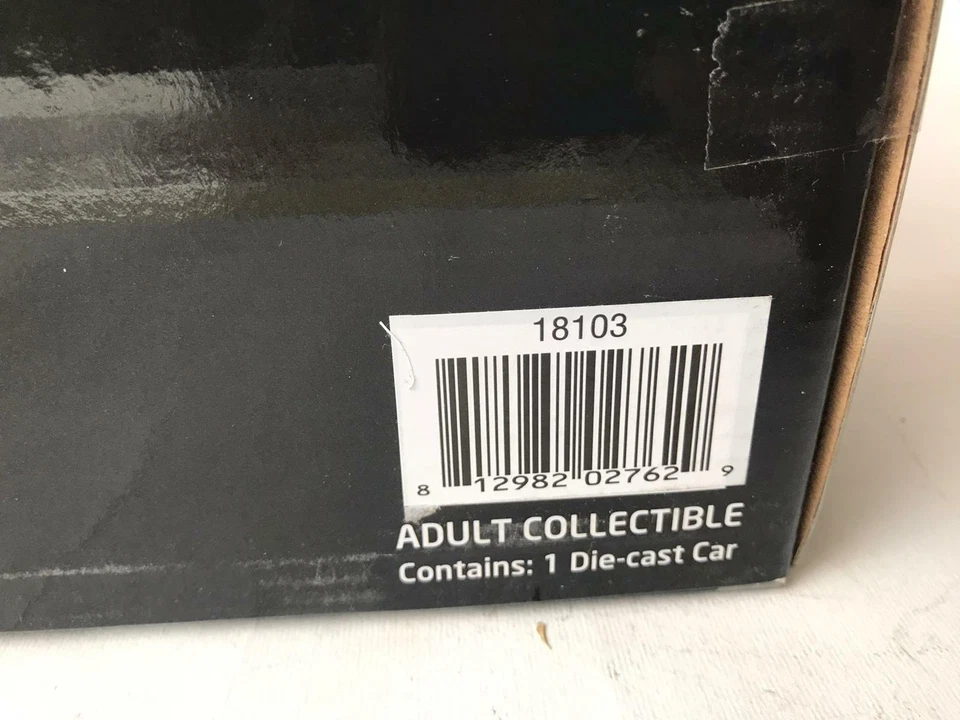 18103
8 12982 02762 9
ADULT COLLECTIBLE
Contains: 1 Die-cast Car